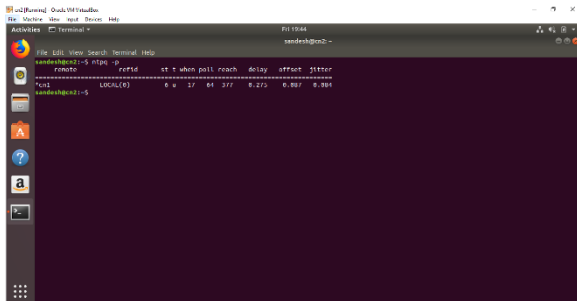 cn2 [Running] - Oracle VM VirtualBox
File Machine View Input Devices Help
Activities Terminal Fri 19:44
sandesh@cn2: ~
File Edit View Search Terminal Help
sandesh@cn2:~$ ntpq -p
remote refid st t when poll reach delay offset jitter
==============================================================================
*cn1 LOCAL(0) 6 u 17 64 377 0.275 0.087 0.084
sandesh@cn2:~$